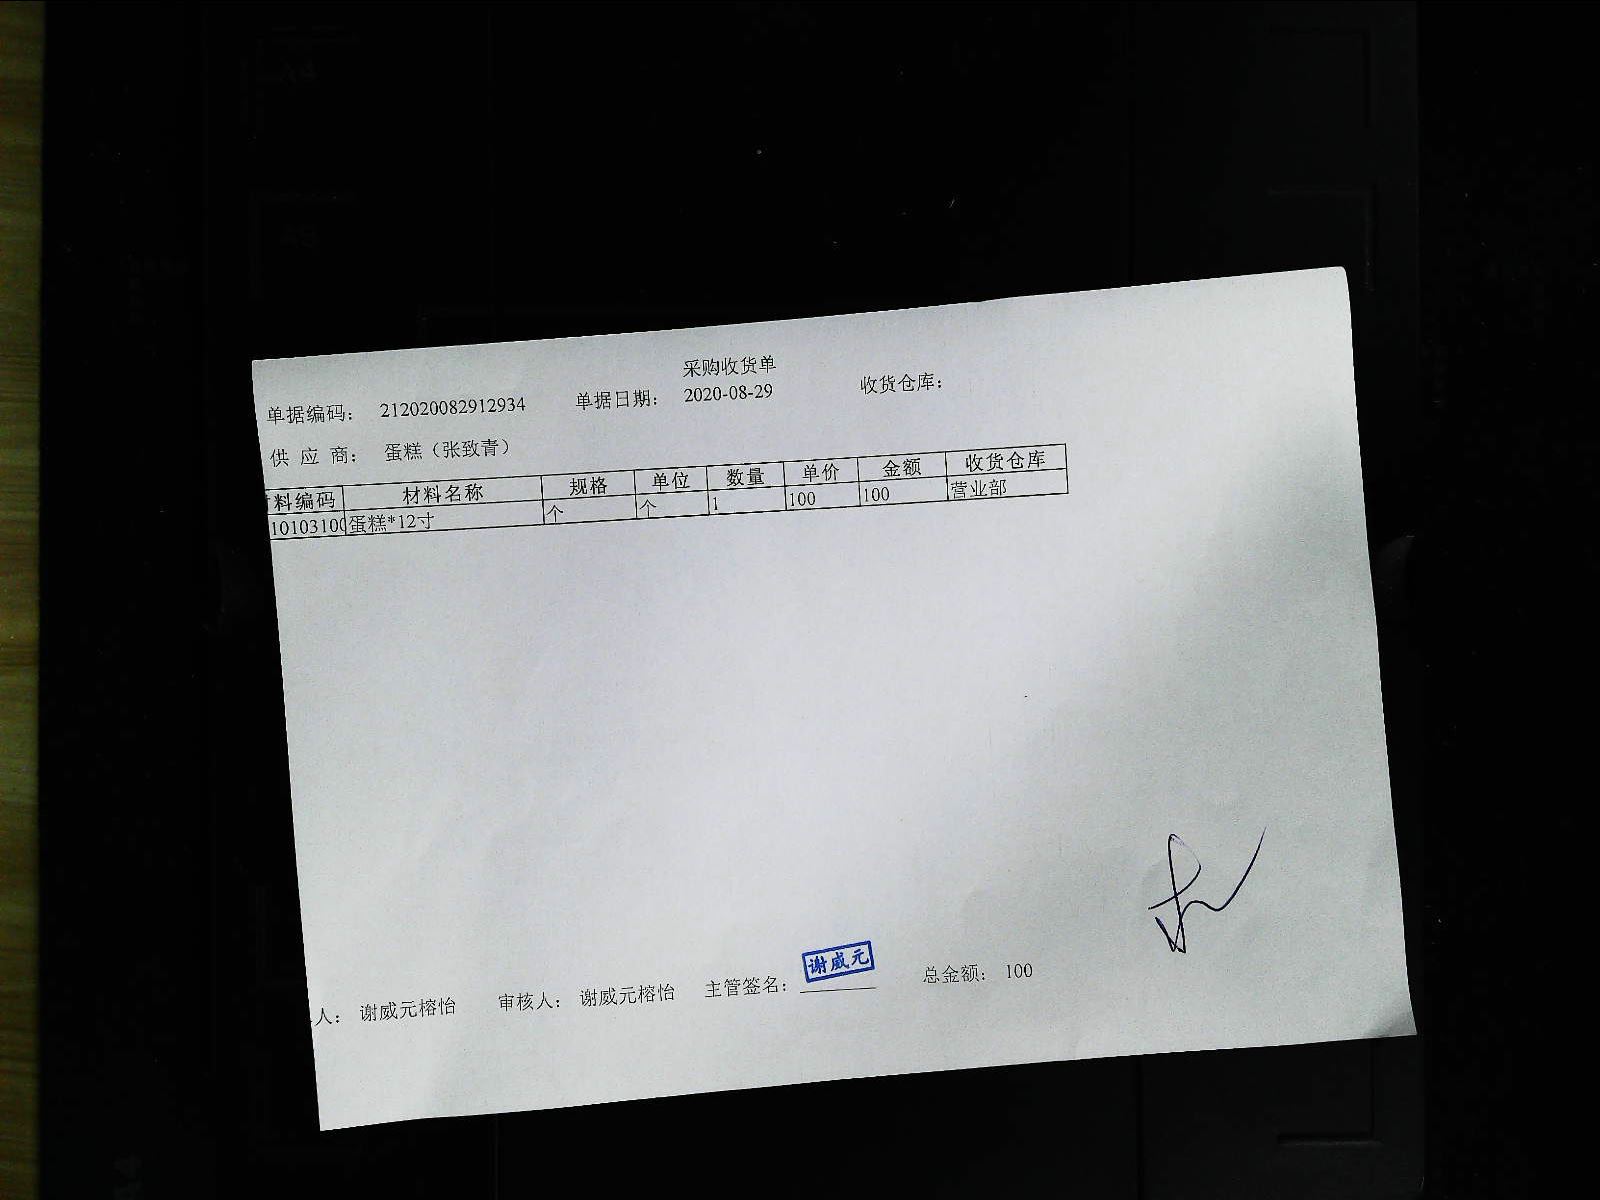 采购收货单
单据编码： 212020082912934 单据日期： 2020-08-29 收货仓库：
供 应 商： 蛋糕（张致青）
料编码 材料名称 规格 单位 数量 单价 金额 收货仓库
1010310 蛋糕*12寸 个 个 1 100 100 营业部
人： 谢威元榕怡 审核人： 谢威元榕怡 主管签名： 谢威元 总金额： 100